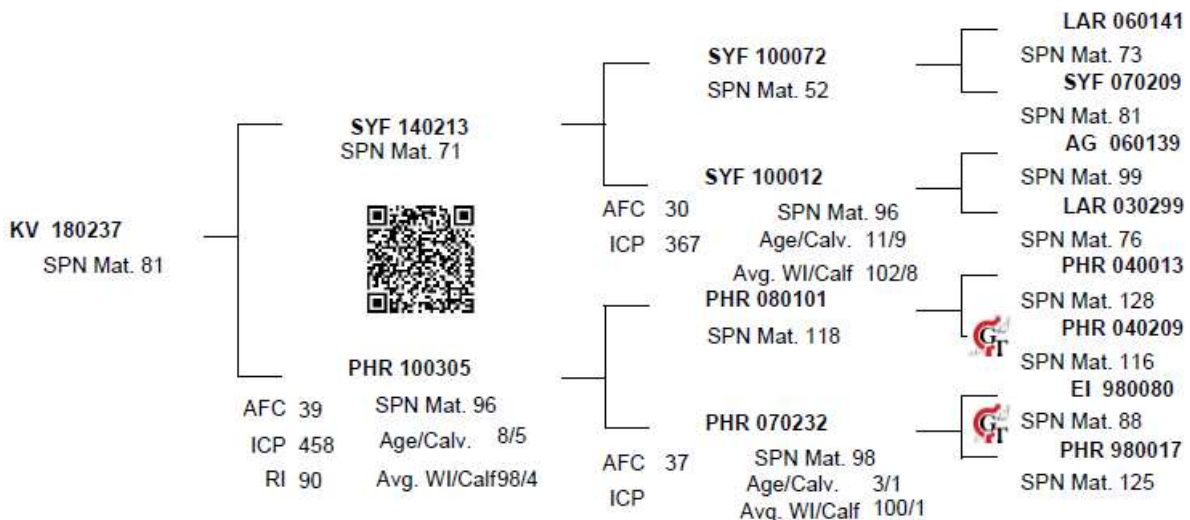 KV 180237
SPN Mat. 81
SYF 140213
SPN Mat. 71
PHR 100305
AFC 39 SPN Mat. 96
ICP 458 Age/Calv. 8/5
RI 90 Avg. WI/Calf98/4
SYF 100072
SPN Mat. 52
SYF 100012
AFC 30 SPN Mat. 96
ICP 367 Age/Calv. 11/9
Avg. WI/Calf 102/8
PHR 080101
SPN Mat. 118
PHR 070232
AFC 37 SPN Mat. 98
ICP Age/Calv. 3/1
Avg. WI/Calf 100/1
LAR 060141
SPN Mat. 73
SYF 070209
SPN Mat. 81
AG 060139
SPN Mat. 99
LAR 030299
SPN Mat. 76
PHR 040013
SPN Mat. 128
GT
PHR 040209
SPN Mat. 116
EI 980080
GT
SPN Mat. 88
PHR 980017
SPN Mat. 125